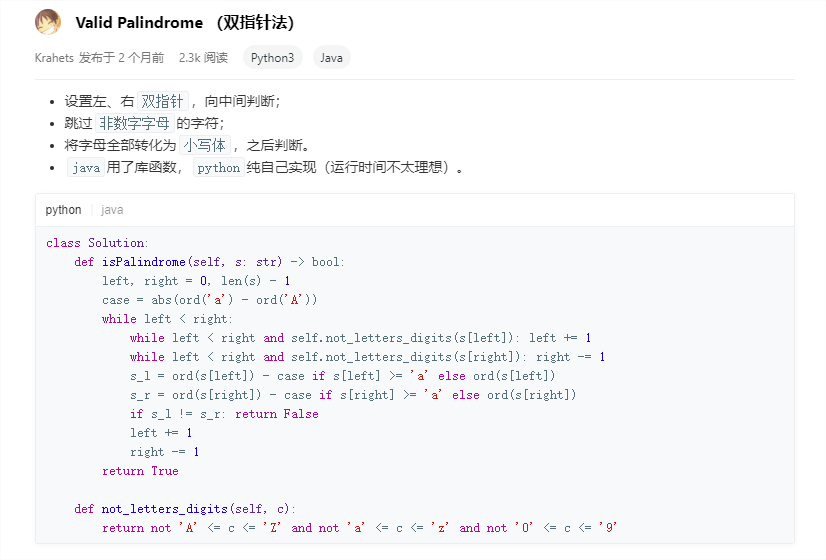 Valid Palindrome （双指针法）
Krahets 发布于 2 个月前 2.3k 阅读 Python3 Java
• 设置左、右 双指针 ，向中间判断；
• 跳过 非数字字母 的字符；
• 将字母全部转化为 小写体 ，之后判断。
• java 用了库函数， python 纯自己实现（运行时间不太理想）。
python java
class Solution:
    def isPalindrome(self, s: str) -> bool:
        left, right = 0, len(s) - 1
        case = abs(ord('a') - ord('A'))
        while left < right:
            while left < right and self.not_letters_digits(s[left]): left += 1
            while left < right and self.not_letters_digits(s[right]): right -= 1
            s_l = ord(s[left]) - case if s[left] >= 'a' else ord(s[left])
            s_r = ord(s[right]) - case if s[right] >= 'a' else ord(s[right])
            if s_l != s_r: return False
            left += 1
            right -= 1
        return True
    def not_letters_digits(self, c):
        return not 'A' <= c <= 'Z' and not 'a' <= c <= 'z' and not '0' <= c <= '9'